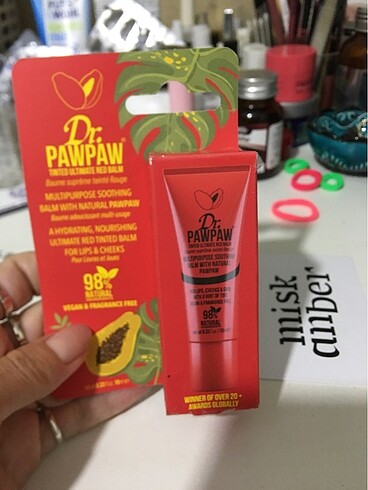 Dr.
PAWPAW
TINTED ULTIMATE RED BALM
Baume suprême teinté Rouge
MULTIPURPOSE SOOTHING
BALM WITH NATURAL PAWPAW
Baume adoucissant multi-usage
A HYDRATING, NOURISHING
ULTIMATE RED TINTED BALM
FOR LIPS & CHEEKS
Pour Lèvres et Joues
98%
NATURAL
VEGAN & FRAGRANCE FREE
Dr.
PAWPAW
TINTED ULTIMATE RED BALM
MULTIPURPOSE SOOTHING
BALM WITH NATURAL
PAWPAW
98%
NATURAL
WINNER OF OVER 20+
AWARDS GLOBALLY
misk
amber